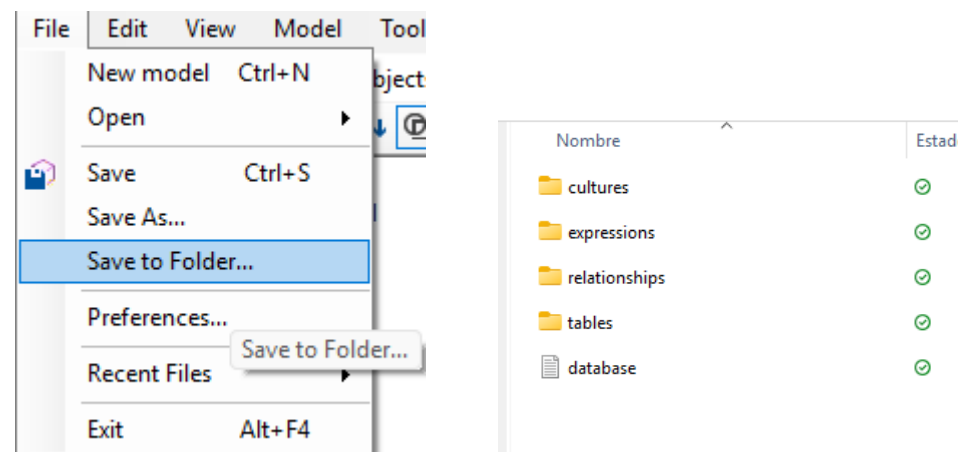 File Edit View Model Tool
New model Ctrl+N
bject
Open
Save Ctrl+S
Save As...
Save to Folder...
Preferences...
Save to Folder...
Recent Files
Exit Alt+F4
Nombre Estad
cultures
expressions
relationships
tables
database